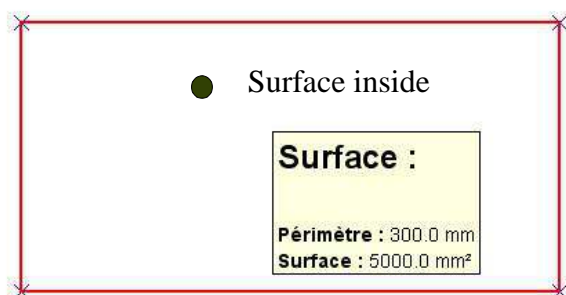 Surface inside
Surface :
Périmètre : 300.0 mm
Surface : 5000.0 mm²